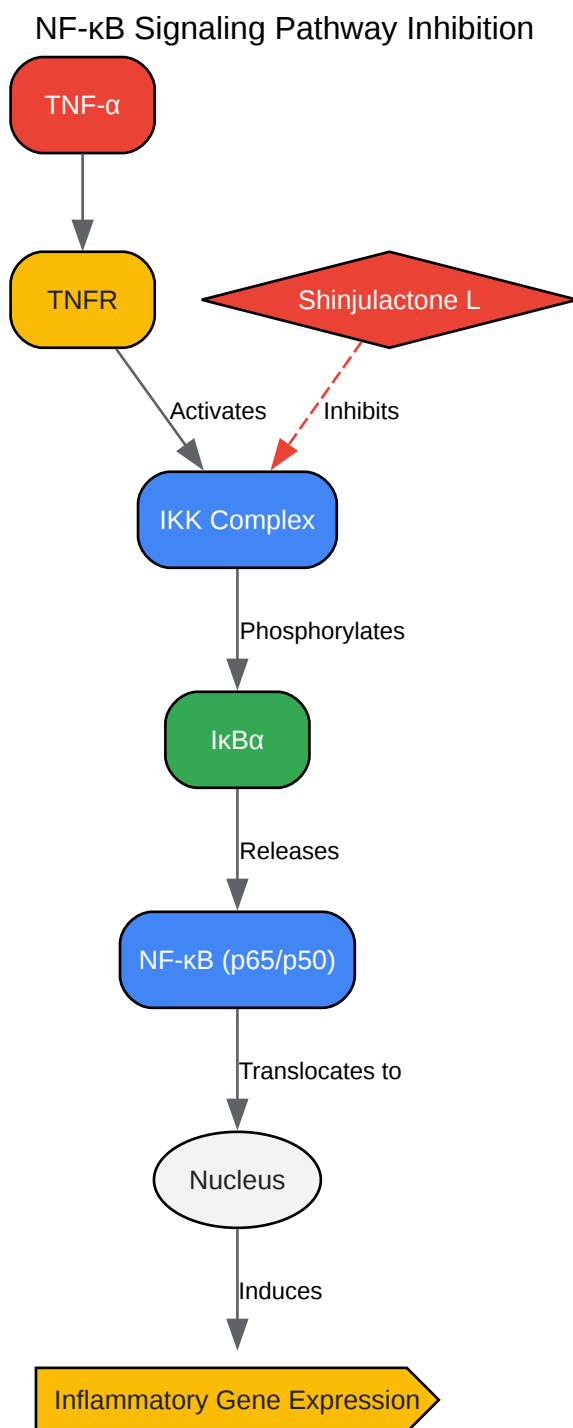 NF-κB Signaling Pathway Inhibition
TNF-α
TNFR
Shinjulactone L
Activates
Inhibits
IKK Complex
Phosphorylates
IκBα
Releases
NF-κB (p65/p50)
Translocates to
Nucleus
Induces
Inflammatory Gene Expression